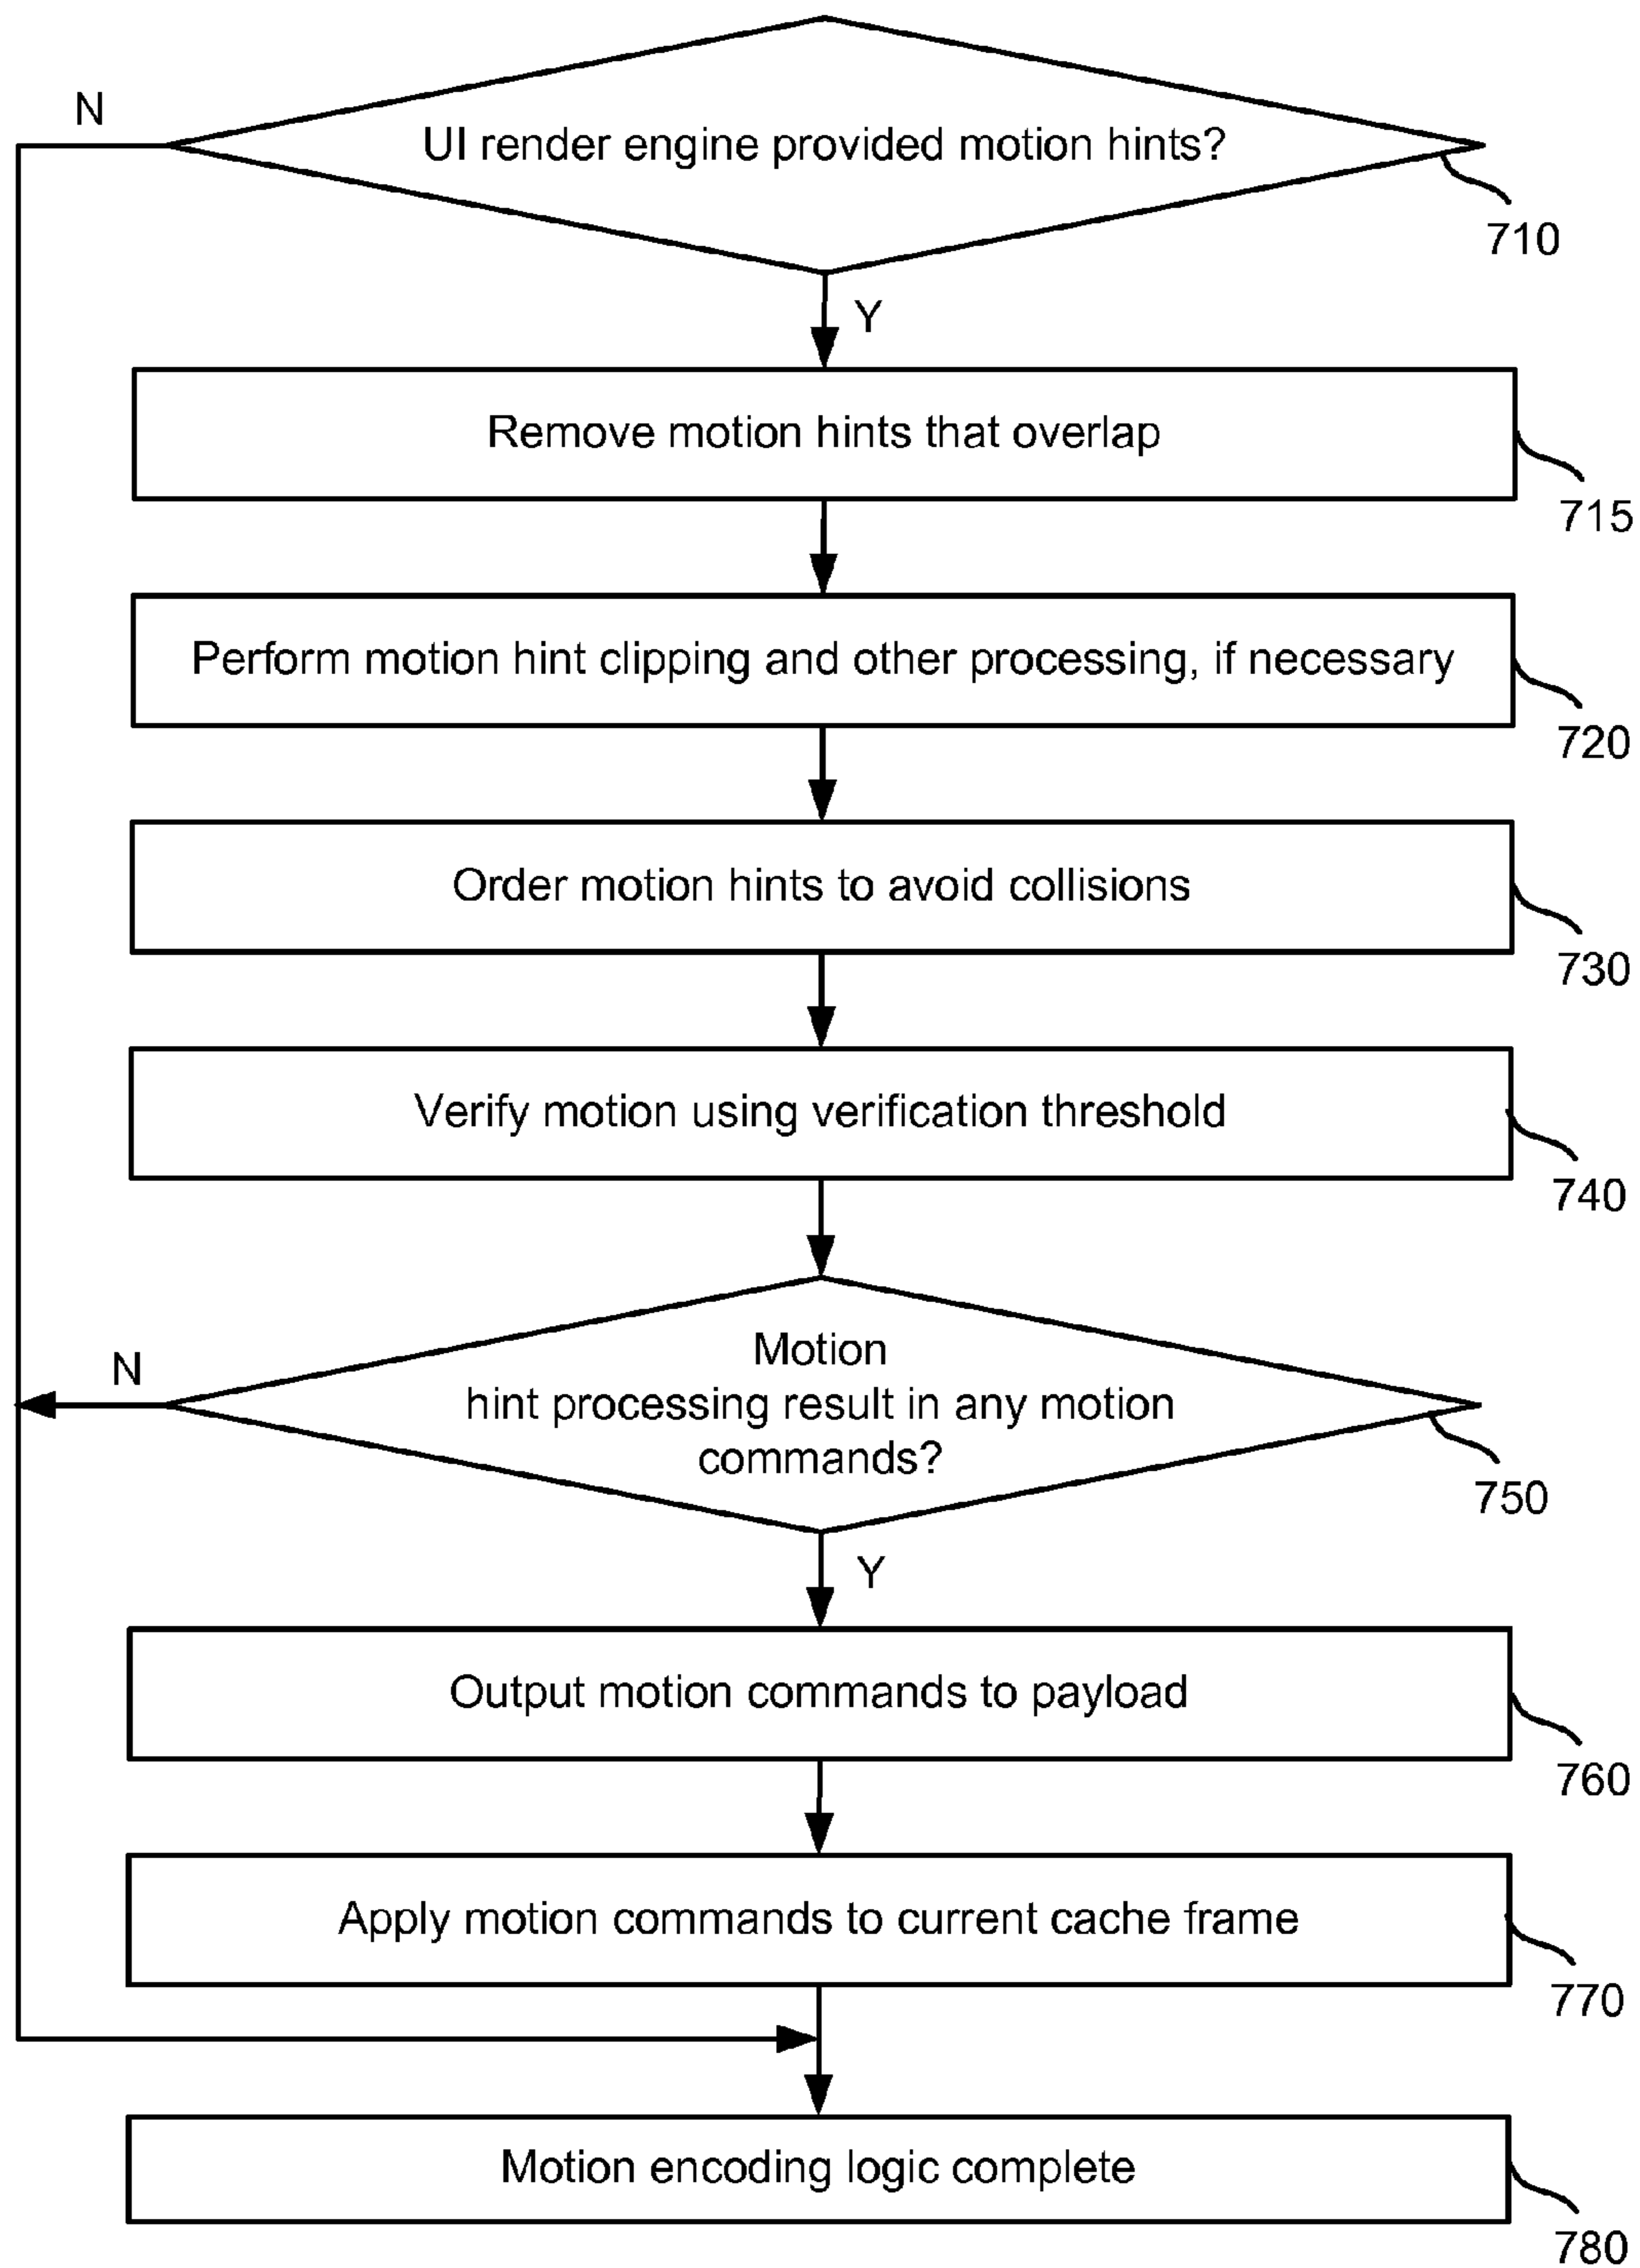 N
UI render engine provided motion hints?
710
Y
Remove motion hints that overlap
715
Perform motion hint clipping and other processing, if necessary
720
Order motion hints to avoid collisions
730
Verify motion using verification threshold
740
N
Motion
hint processing result in any motion
commands?
750
Y
Output motion commands to payload
760
Apply motion commands to current cache frame
770
Motion encoding logic complete
780